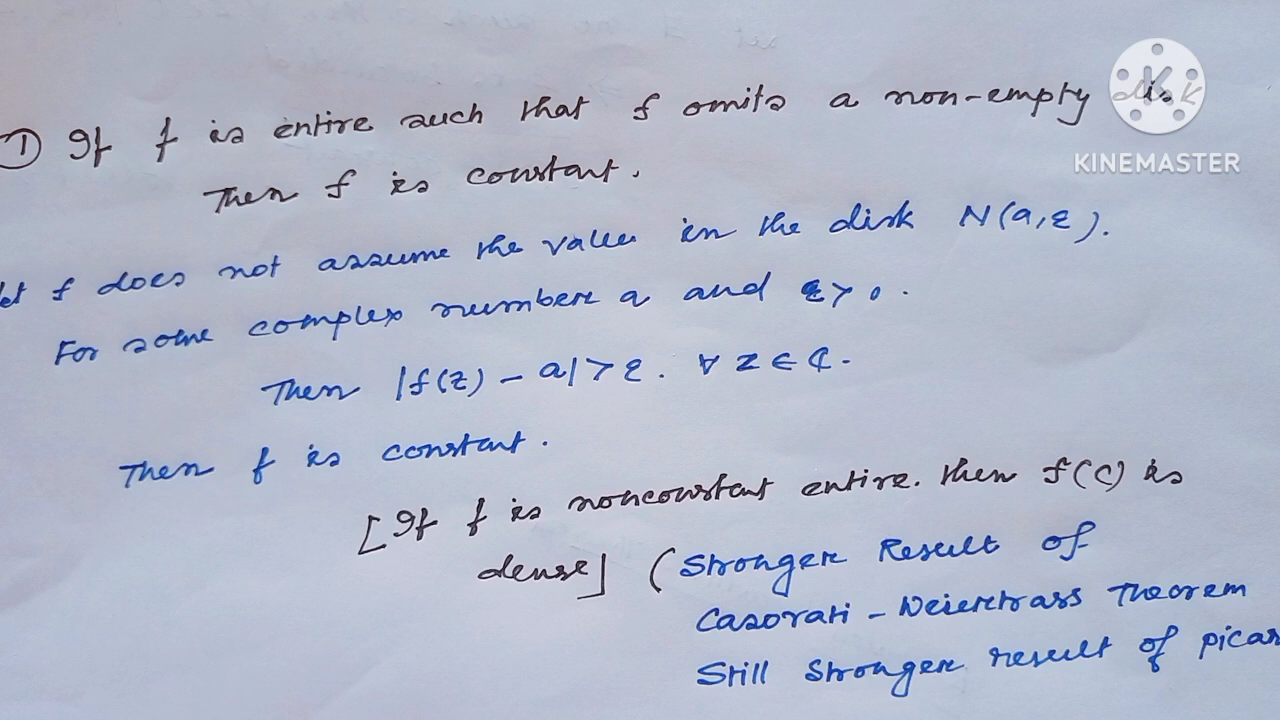 ① If f is entire such that f omits a non-empty disk
KINEMASTER
Then f is constant.
let f does not assume the value in the disk N(a,ε).
For some complex number a and ε > 0.
Then |f(z) - a| > ε. ∀ z ∈ ℂ.
Then f is constant.
[If f is nonconstant entire. then f(C) is
dense] (Stronger Result of
Casorati - Weierstrass Theorem
Still Stronger result of picar